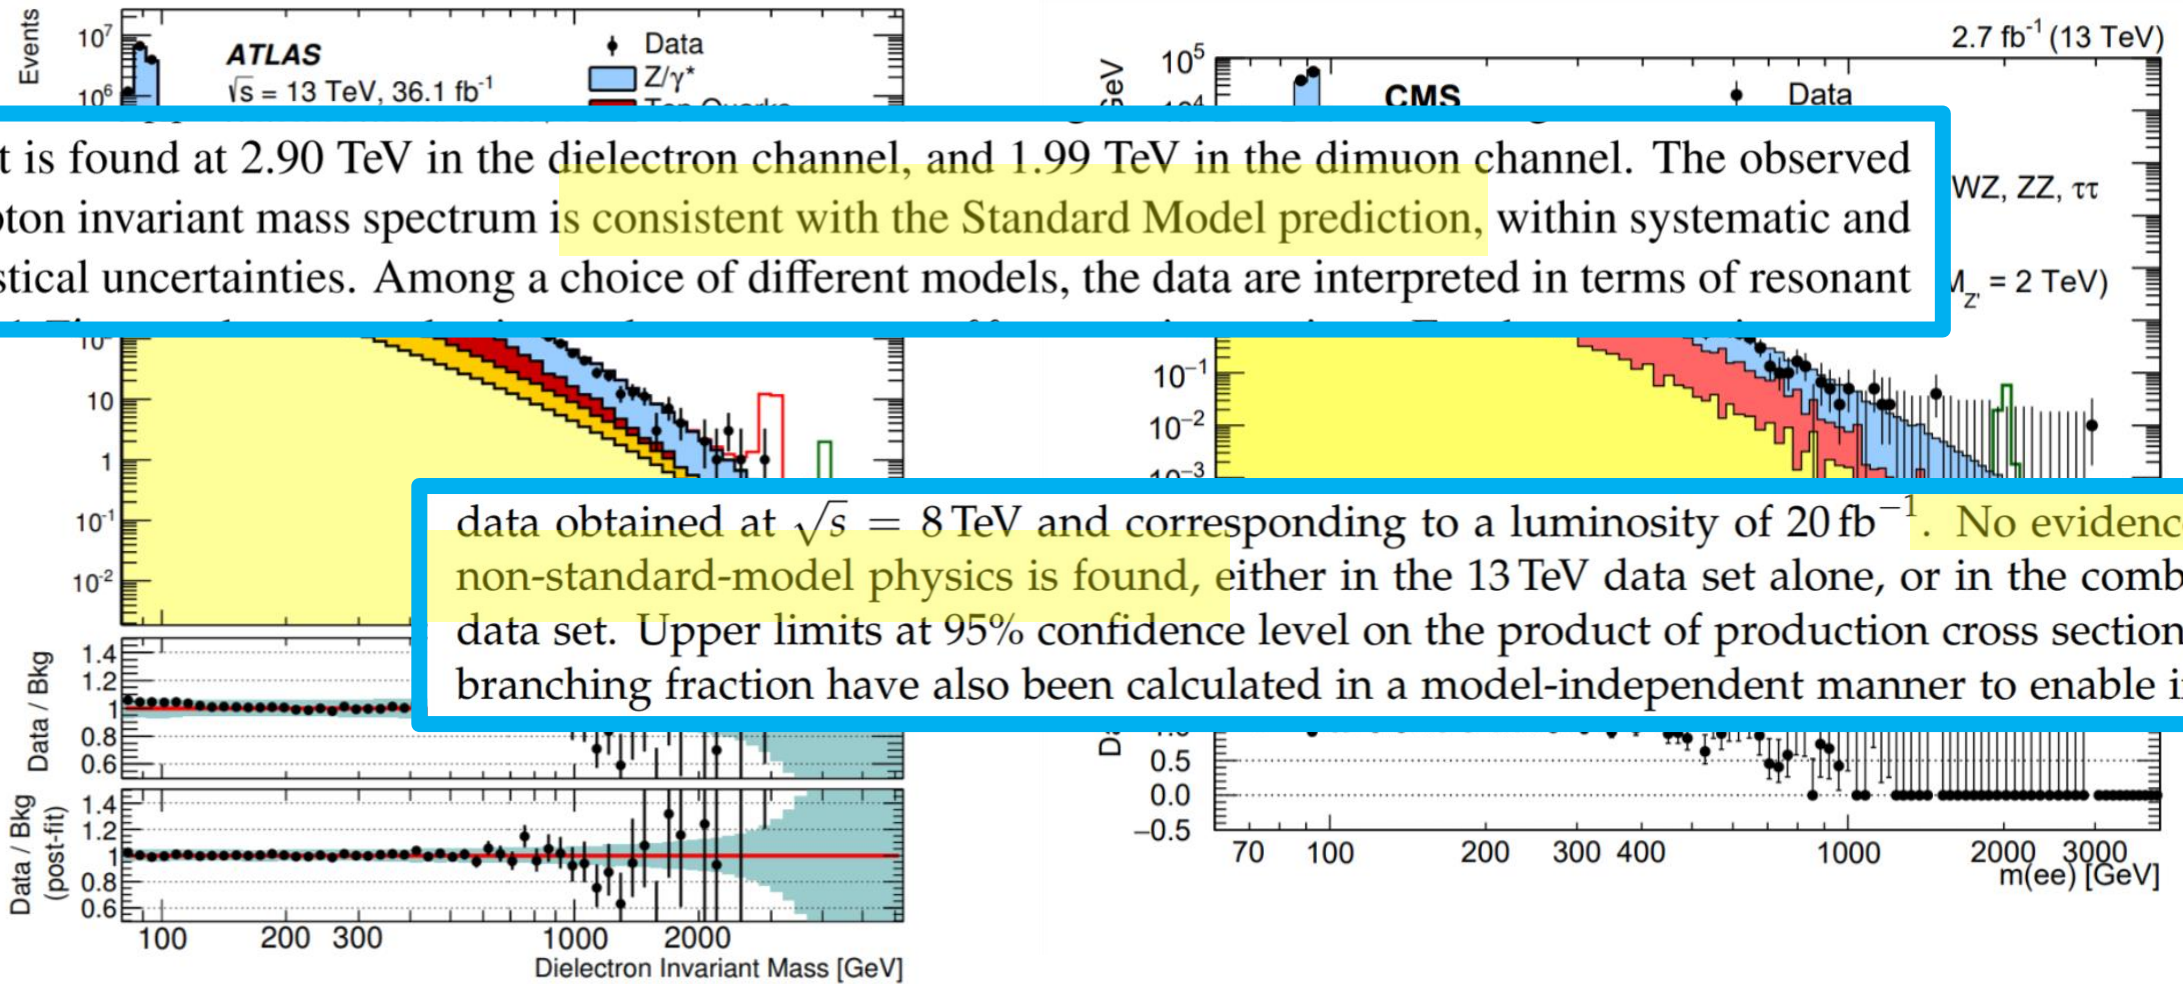 Events
10^7
10^6
ATLAS
√s = 13 TeV, 36.1 fb^-1
Data
Z/γ*
2.7 fb^-1 (13 TeV)
10^5
CMS
Data
t is found at 2.90 TeV in the dielectron channel, and 1.99 TeV in the dimuon channel. The observed
pton invariant mass spectrum is consistent with the Standard Model prediction, within systematic and
stical uncertainties. Among a choice of different models, the data are interpreted in terms of resonant
WZ, ZZ, ττ
Z' = 2 TeV)
10
1
10^-1
10^-2
10^-1
10^-2
10^-3
data obtained at √s = 8 TeV and corresponding to a luminosity of 20 fb^-1. No evidenc
non-standard-model physics is found, either in the 13 TeV data set alone, or in the comb
data set. Upper limits at 95% confidence level on the product of production cross section
branching fraction have also been calculated in a model-independent manner to enable i
Data / Bkg
1.4
1.2
1
0.8
0.6
Data / Bkg
(post-fit)
1.4
1.2
1
0.8
0.6
100 200 300 1000 2000
Dielectron Invariant Mass [GeV]
0.5
0.0
−0.5
70 100 200 300 400 1000 2000 3000
m(ee) [GeV]